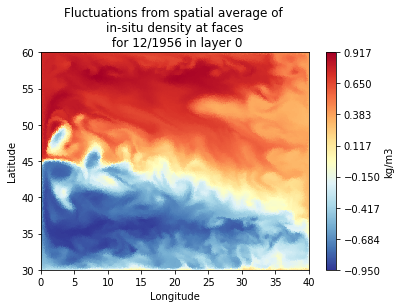 Fluctuations from spatial average of
in-situ density at faces
for 12/1956 in layer 0
60
55
50
45
40
35
30
Latitude
0 5 10 15 20 25 30 35 40
Longitude
0.917
0.650
0.383
0.117
−0.150
−0.417
−0.684
−0.950
kg/m3